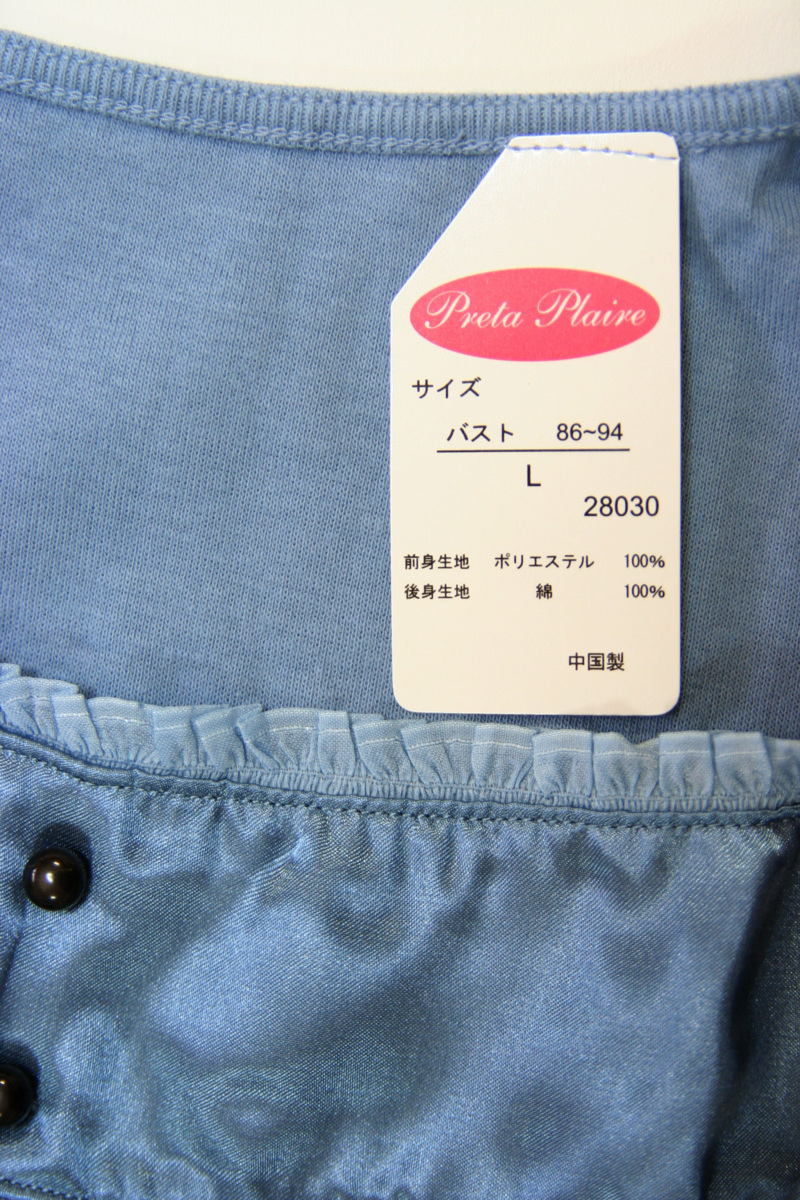 Preta Plaire
サイズ
バスト 86~94
L
28030
前身生地 ポリエステル 100%
後身生地 綿 100%
中国製